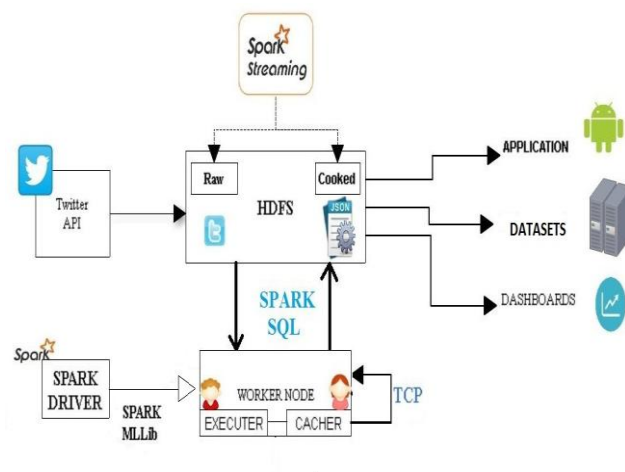 Spark
Streaming
Twitter
API
Raw
Cooked
HDFS
JSON
APPLICATION
DATASETS
DASHBOARDS
SPARK
SQL
Spark
SPARK
DRIVER
SPARK
MLLib
WORKER NODE
EXECUTER
CACHER
TCP